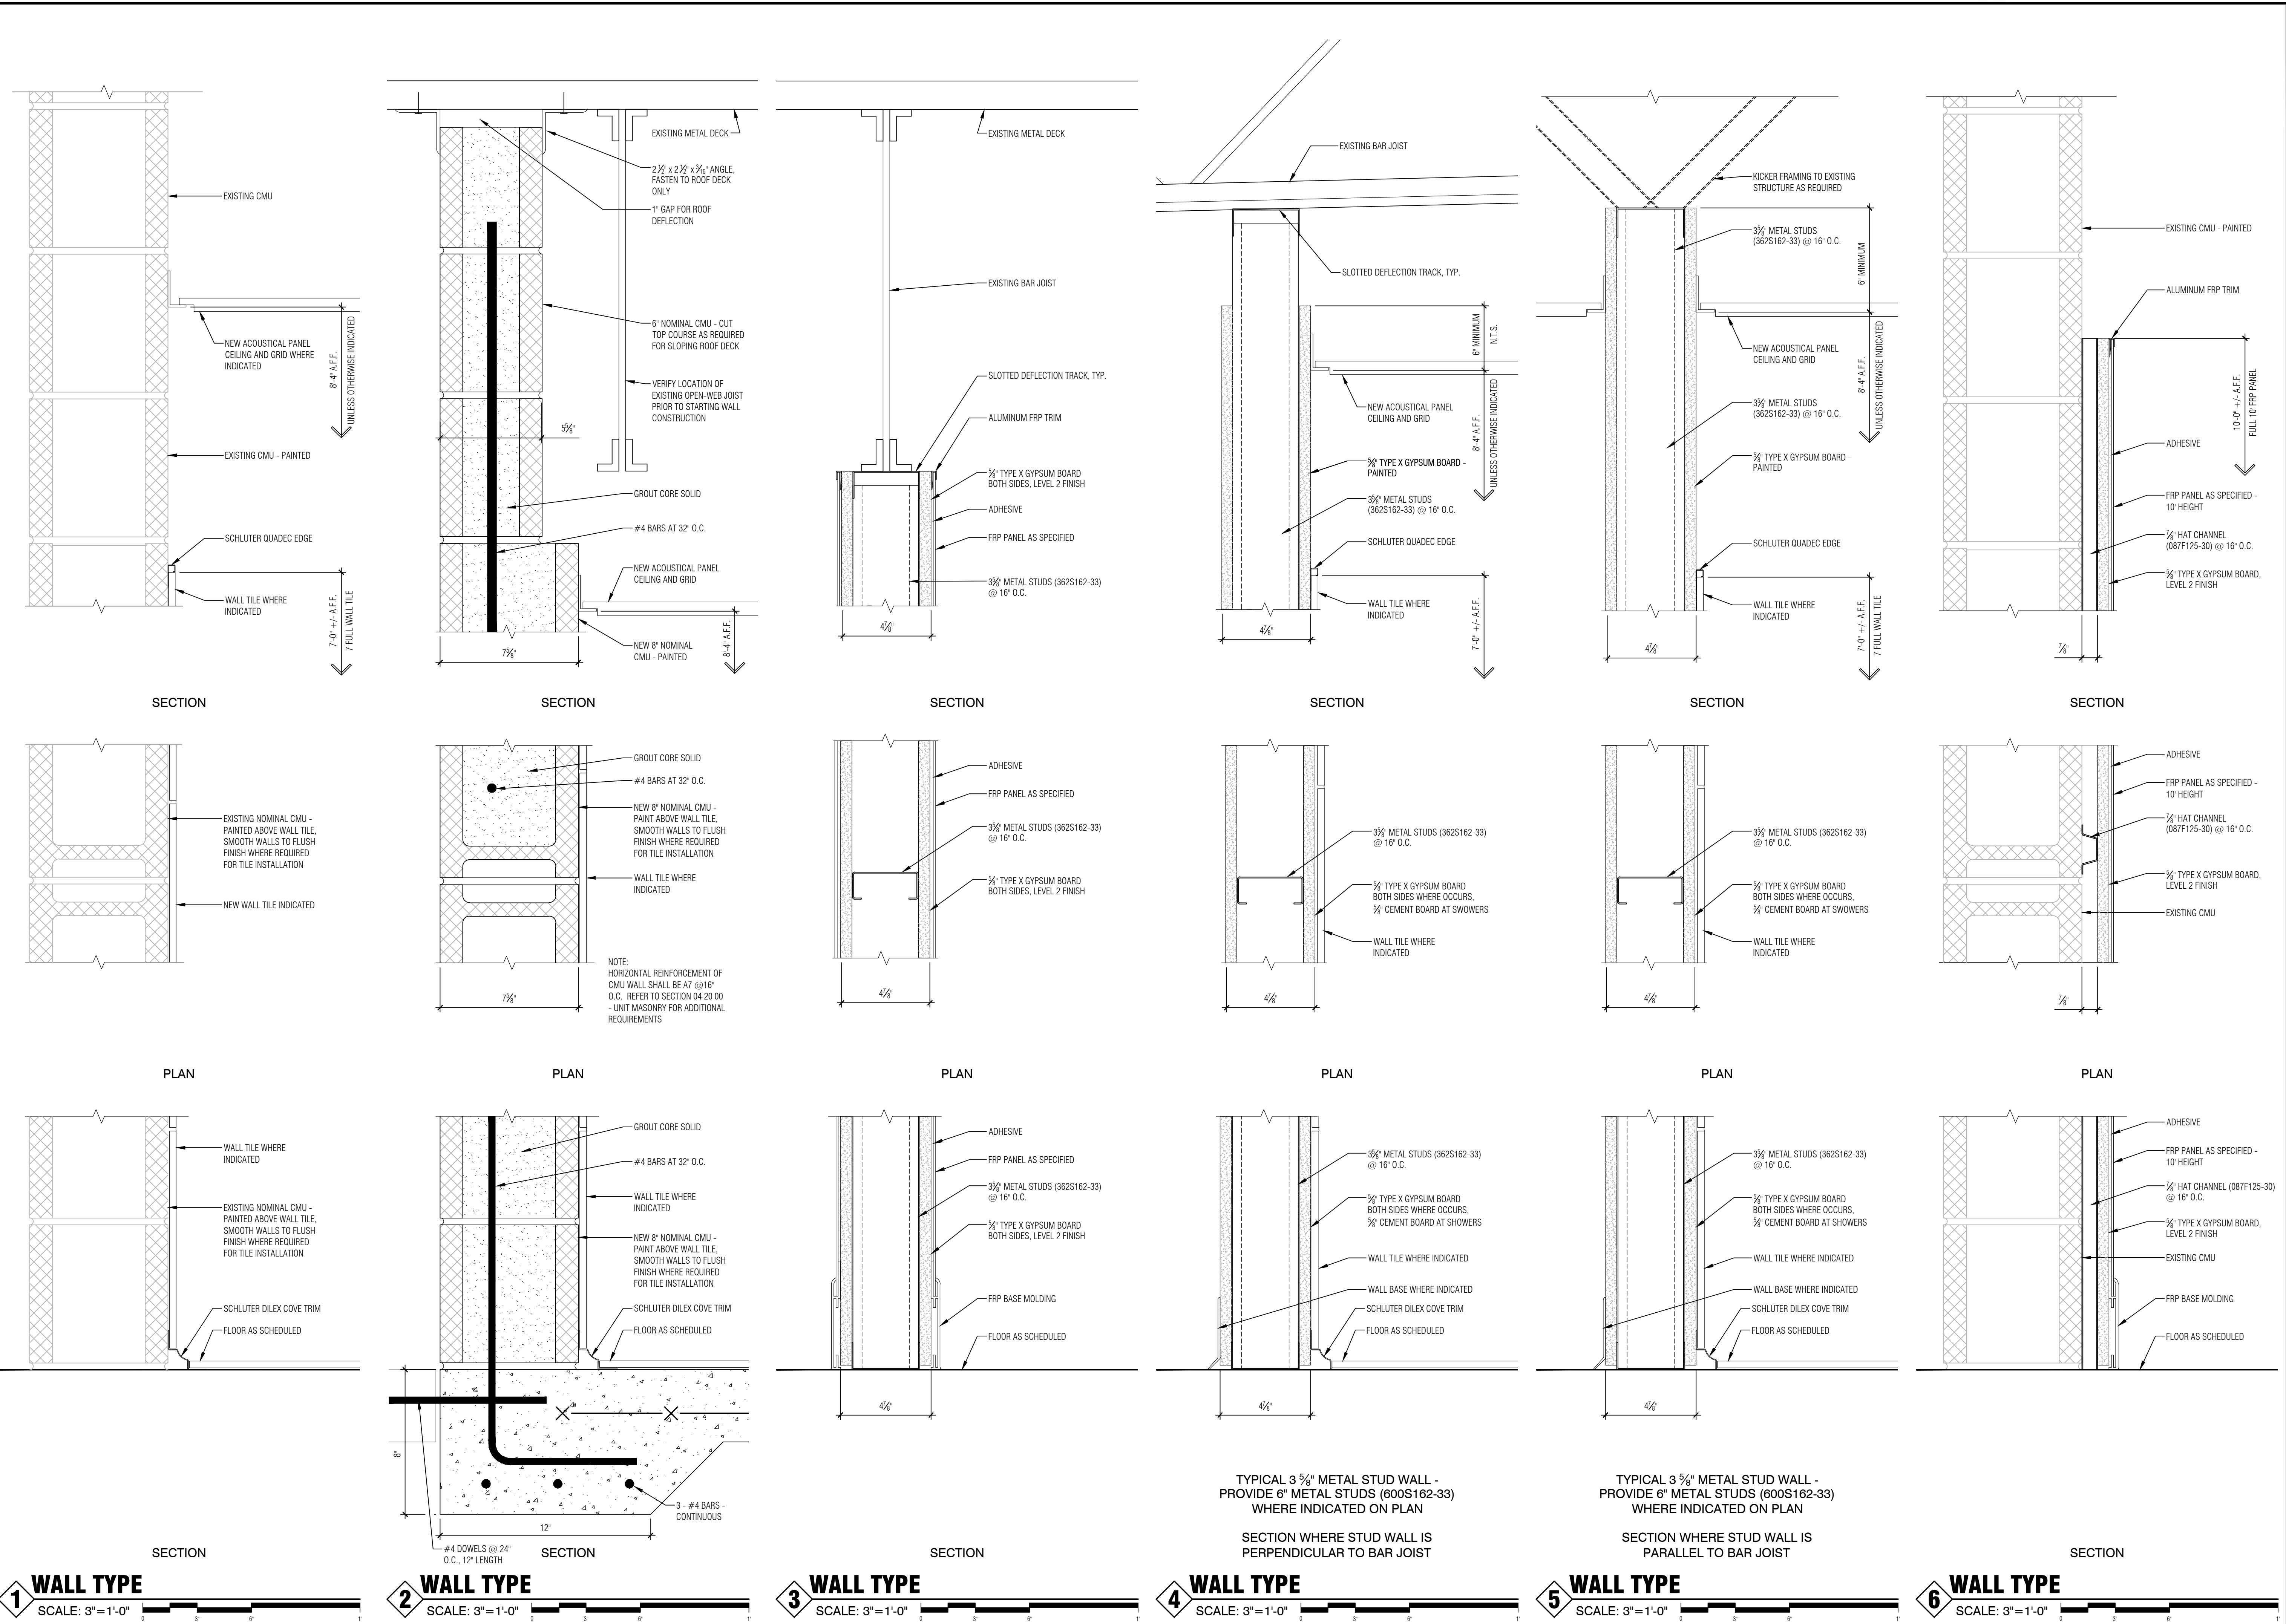 EXISTING CMU
NEW ACOUSTICAL PANEL
CEILING AND GRID WHERE
INDICATED
8'-4" A.F.F.
UNLESS OTHERWISE INDICATED
EXISTING CMU - PAINTED
SCHLUTER QUADEC EDGE
WALL TILE WHERE
INDICATED
7'-0" +/- A.F.F.
7 FULL WALL TILE
SECTION
EXISTING NOMINAL CMU -
PAINTED ABOVE WALL TILE,
SMOOTH WALLS TO FLUSH
FINISH WHERE REQUIRED
FOR TILE INSTALLATION
NEW WALL TILE INDICATED
PLAN
WALL TILE WHERE
INDICATED
EXISTING NOMINAL CMU -
PAINTED ABOVE WALL TILE,
SMOOTH WALLS TO FLUSH
FINISH WHERE REQUIRED
FOR TILE INSTALLATION
SCHLUTER DILEX COVE TRIM
FLOOR AS SCHEDULED
SECTION
1 WALL TYPE
SCALE: 3"=1'-0"
0 3" 6" 1'
EXISTING METAL DECK
2 1/2" x 2 1/2" x 3/16" ANGLE,
FASTEN TO ROOF DECK
ONLY
1" GAP FOR ROOF
DEFLECTION
6" NOMINAL CMU - CUT
TOP COURSE AS REQUIRED
FOR SLOPING ROOF DECK
VERIFY LOCATION OF
EXISTING OPEN-WEB JOIST
PRIOR TO STARTING WALL
CONSTRUCTION
5 5/8"
GROUT CORE SOLID
#4 BARS AT 32" O.C.
NEW ACOUSTICAL PANEL
CEILING AND GRID
NEW 8" NOMINAL
CMU - PAINTED
8'-4" A.F.F.
7 5/8"
SECTION
GROUT CORE SOLID
#4 BARS AT 32" O.C.
NEW 8" NOMINAL CMU -
PAINT ABOVE WALL TILE,
SMOOTH WALLS TO FLUSH
FINISH WHERE REQUIRED
FOR TILE INSTALLATION
WALL TILE WHERE
INDICATED
NOTE:
HORIZONTAL REINFORCEMENT OF
CMU WALL SHALL BE A7 @16"
O.C. REFER TO SECTION 04 20 00
- UNIT MASONRY FOR ADDITIONAL
REQUIREMENTS
7 5/8"
PLAN
GROUT CORE SOLID
#4 BARS AT 32" O.C.
WALL TILE WHERE
INDICATED
NEW 8" NOMINAL CMU -
PAINT ABOVE WALL TILE,
SMOOTH WALLS TO FLUSH
FINISH WHERE REQUIRED
FOR TILE INSTALLATION
SCHLUTER DILEX COVE TRIM
FLOOR AS SCHEDULED
8"
3 - #4 BARS -
CONTINUOUS
12"
#4 DOWELS @ 24"
O.C., 12" LENGTH
SECTION
2 WALL TYPE
SCALE: 3"=1'-0"
0 3" 6" 1'
EXISTING METAL DECK
EXISTING BAR JOIST
SLOTTED DEFLECTION TRACK, TYP.
ALUMINUM FRP TRIM
5/8" TYPE X GYPSUM BOARD
BOTH SIDES, LEVEL 2 FINISH
ADHESIVE
FRP PANEL AS SPECIFIED
3 5/8" METAL STUDS (362S162-33)
@ 16" O.C.
4 7/8"
SECTION
ADHESIVE
FRP PANEL AS SPECIFIED
3 5/8" METAL STUDS (362S162-33)
@ 16" O.C.
5/8" TYPE X GYPSUM BOARD
BOTH SIDES, LEVEL 2 FINISH
4 7/8"
PLAN
ADHESIVE
FRP PANEL AS SPECIFIED
3 5/8" METAL STUDS (362S162-33)
@ 16" O.C.
5/8" TYPE X GYPSUM BOARD
BOTH SIDES, LEVEL 2 FINISH
FRP BASE MOLDING
FLOOR AS SCHEDULED
4 7/8"
SECTION
3 WALL TYPE
SCALE: 3"=1'-0"
0 3" 6" 1'
EXISTING BAR JOIST
SLOTTED DEFLECTION TRACK, TYP.
6" MINIMUM
N.T.S.
NEW ACOUSTICAL PANEL
CEILING AND GRID
8'-4" A.F.F.
UNLESS OTHERWISE INDICATED
5/8" TYPE X GYPSUM BOARD -
PAINTED
3 5/8" METAL STUDS
(362S162-33) @ 16" O.C.
SCHLUTER QUADEC EDGE
WALL TILE WHERE
INDICATED
7'-0" +/- A.F.F.
4 7/8"
SECTION
3 5/8" METAL STUDS (362S162-33)
@ 16" O.C.
5/8" TYPE X GYPSUM BOARD
BOTH SIDES WHERE OCCURS,
5/8" CEMENT BOARD AT SWOWERS
WALL TILE WHERE
INDICATED
4 7/8"
PLAN
3 5/8" METAL STUDS (362S162-33)
@ 16" O.C.
5/8" TYPE X GYPSUM BOARD
BOTH SIDES WHERE OCCURS,
5/8" CEMENT BOARD AT SHOWERS
WALL TILE WHERE INDICATED
WALL BASE WHERE INDICATED
SCHLUTER DILEX COVE TRIM
FLOOR AS SCHEDULED
4 7/8"
TYPICAL 3 5/8" METAL STUD WALL -
PROVIDE 6" METAL STUDS (600S162-33)
WHERE INDICATED ON PLAN
SECTION WHERE STUD WALL IS
PERPENDICULAR TO BAR JOIST
4 WALL TYPE
SCALE: 3"=1'-0"
0 3" 6" 1'
KICKER FRAMING TO EXISTING
STRUCTURE AS REQUIRED
3 5/8" METAL STUDS
(362S162-33) @ 16" O.C.
6" MINIMUM
NEW ACOUSTICAL PANEL
CEILING AND GRID
8'-4" A.F.F.
UNLESS OTHERWISE INDICATED
3 5/8" METAL STUDS
(362S162-33) @ 16" O.C.
5/8" TYPE X GYPSUM BOARD -
PAINTED
SCHLUTER QUADEC EDGE
WALL TILE WHERE
INDICATED
7'-0" +/- A.F.F.
7 FULL WALL TILE
4 7/8"
SECTION
3 5/8" METAL STUDS (362S162-33)
@ 16" O.C.
5/8" TYPE X GYPSUM BOARD
BOTH SIDES WHERE OCCURS,
5/8" CEMENT BOARD AT SWOWERS
WALL TILE WHERE
INDICATED
4 7/8"
PLAN
3 5/8" METAL STUDS (362S162-33)
@ 16" O.C.
5/8" TYPE X GYPSUM BOARD
BOTH SIDES WHERE OCCURS,
5/8" CEMENT BOARD AT SHOWERS
WALL TILE WHERE INDICATED
WALL BASE WHERE INDICATED
SCHLUTER DILEX COVE TRIM
FLOOR AS SCHEDULED
4 7/8"
TYPICAL 3 5/8" METAL STUD WALL -
PROVIDE 6" METAL STUDS (600S162-33)
WHERE INDICATED ON PLAN
SECTION WHERE STUD WALL IS
PARALLEL TO BAR JOIST
5 WALL TYPE
SCALE: 3"=1'-0"
0 3" 6" 1'
EXISTING CMU - PAINTED
ALUMINUM FRP TRIM
10'-0" +/- A.F.F.
FULL 10' FRP PANEL
ADHESIVE
FRP PANEL AS SPECIFIED -
10' HEIGHT
7/8" HAT CHANNEL
(087F125-30) @ 16" O.C.
5/8" TYPE X GYPSUM BOARD,
LEVEL 2 FINISH
7/8"
SECTION
ADHESIVE
FRP PANEL AS SPECIFIED -
10' HEIGHT
7/8" HAT CHANNEL
(087F125-30) @ 16" O.C.
5/8" TYPE X GYPSUM BOARD,
LEVEL 2 FINISH
EXISTING CMU
7/8"
PLAN
ADHESIVE
FRP PANEL AS SPECIFIED -
10' HEIGHT
7/8" HAT CHANNEL (087F125-30)
@ 16" O.C.
5/8" TYPE X GYPSUM BOARD,
LEVEL 2 FINISH
EXISTING CMU
FRP BASE MOLDING
FLOOR AS SCHEDULED
SECTION
6 WALL TYPE
SCALE: 3"=1'-0"
0 3" 6" 1'